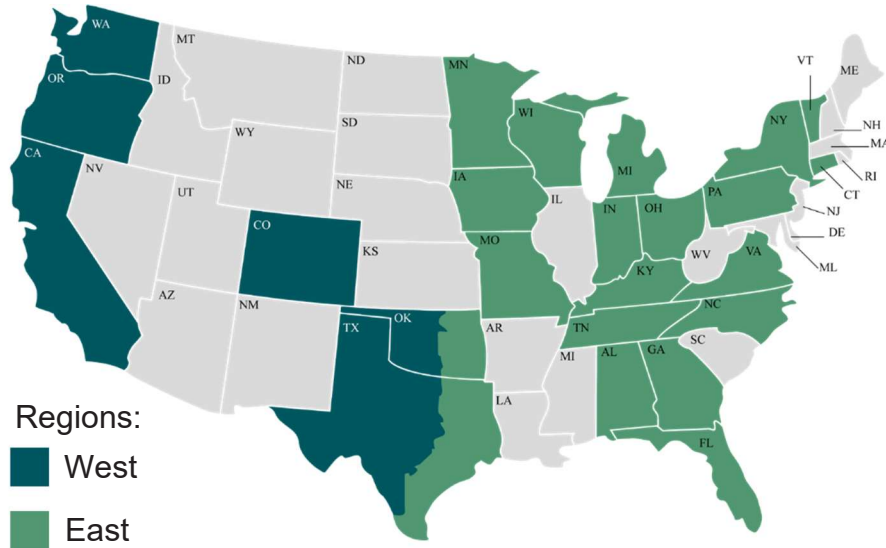 WA
MT
ND
MN
VT
ME
OR
ID
SD
WI
NY
NH
MA
WY
MI
RI
CA
NV
UT
NE
IA
IL
IN
OH
PA
CT
NJ
CO
KS
MO
KY
WV
VA
DE
ML
AZ
NM
TX
OK
AR
TN
NC
MI
AL
GA
SC
LA
FL
Regions:
West
East